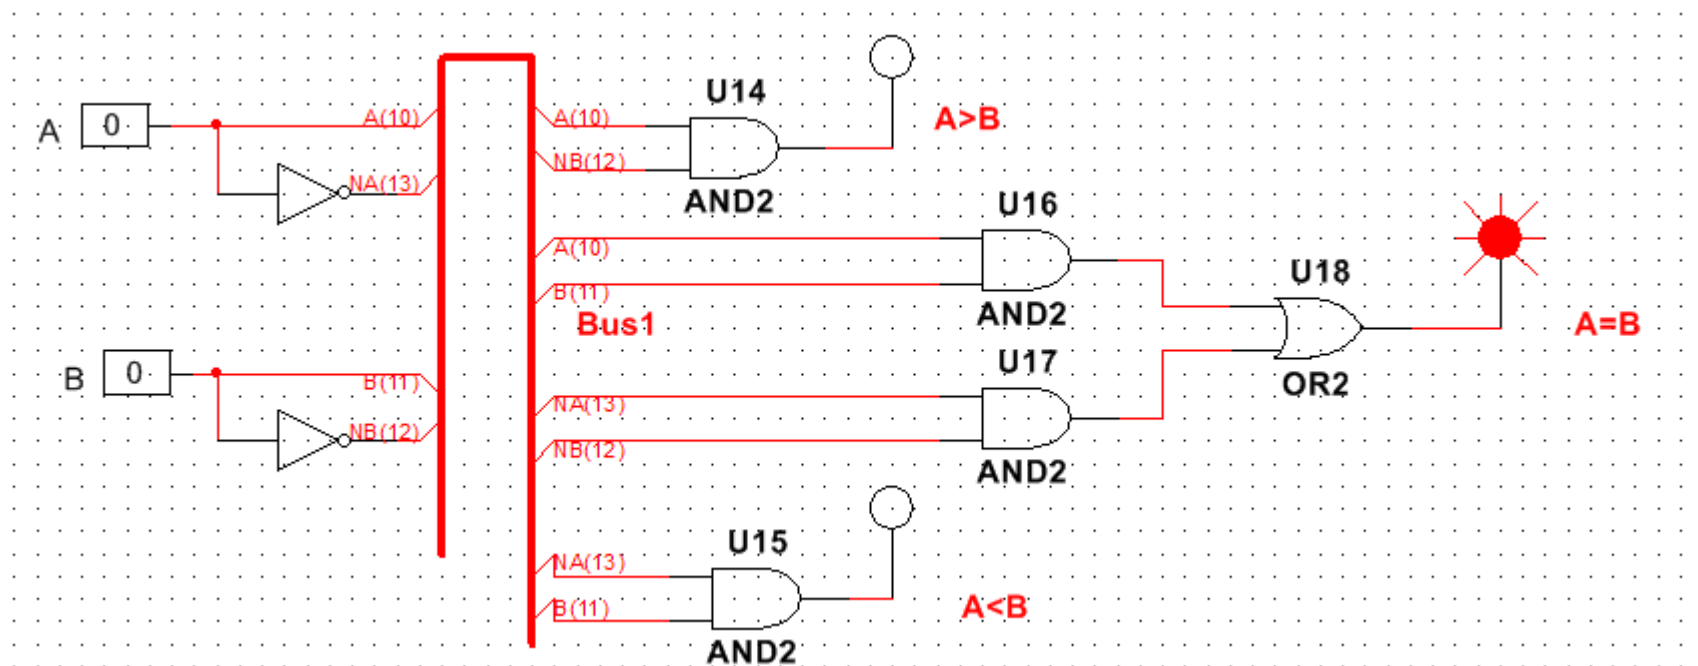 U14
A 0 A(10) A(10) A>B
NA(13) NB(12)
AND2
U16
A(10)
B(11)
Bus1
AND2
U18
A=B
OR2
U17
B 0 B(11)
NB(12)
NA(13)
NB(12)
AND2
U15
NA(13)
B(11)
A<B
AND2